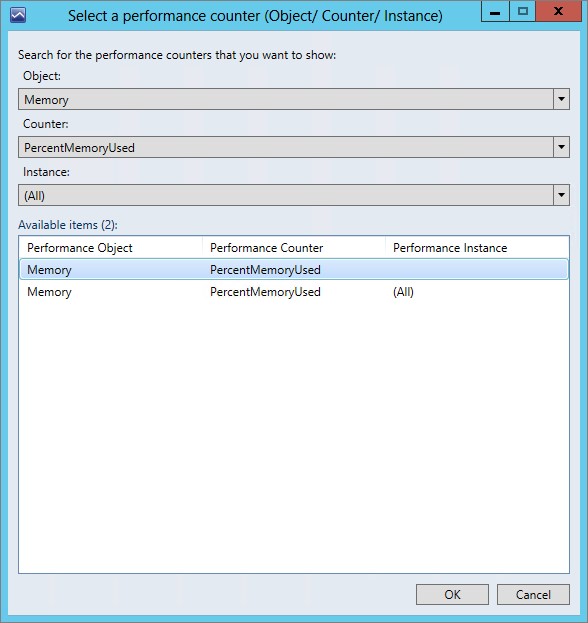 Select a performance counter (Object/ Counter/ Instance)
Search for the performance counters that you want to show:
Object:
Memory
Counter:
PercentMemoryUsed
Instance:
(All)
Available items (2):
Performance Object Performance Counter Performance Instance
Memory PercentMemoryUsed
Memory PercentMemoryUsed (All)
OK Cancel